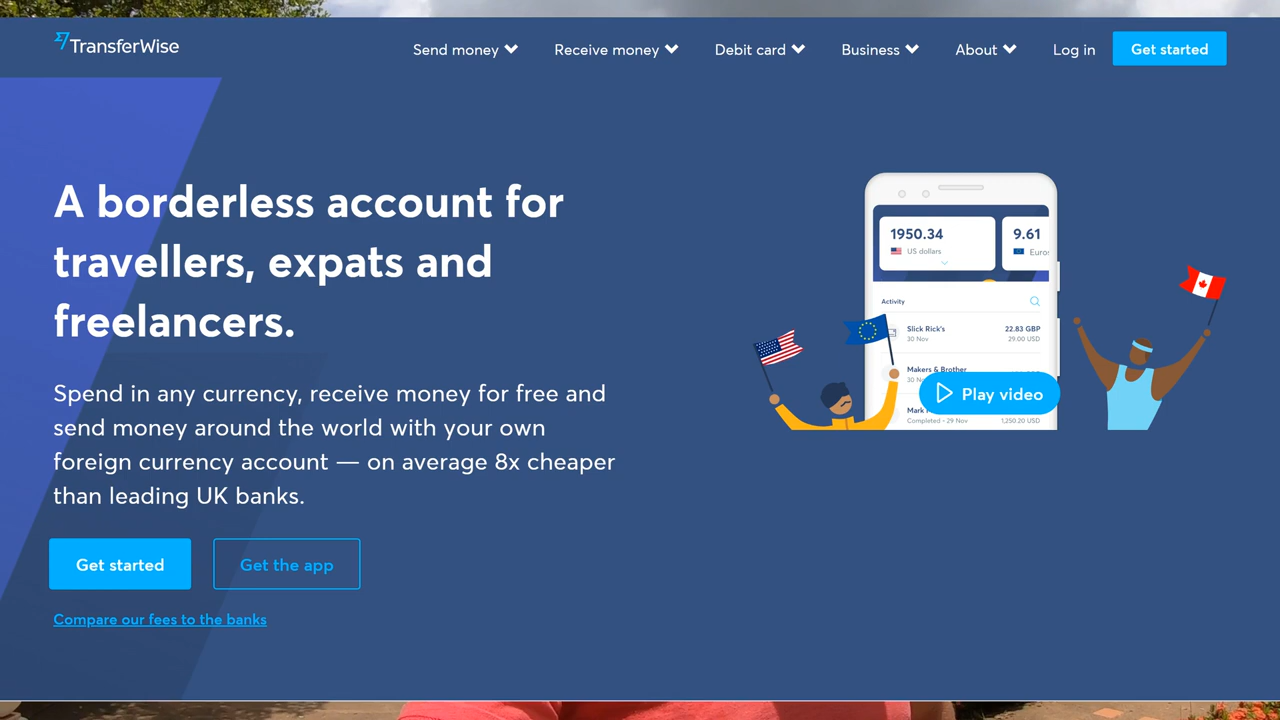 TransferWise
Send money
Receive money
Debit card
Business
About
Log in
Get started
A borderless account for
travellers, expats and
freelancers.
Spend in any currency, receive money for free and
send money around the world with your own
foreign currency account — on average 8x cheaper
than leading UK banks.
Get started
Get the app
Compare our fees to the banks
1950.34
9.61
US dollars
Euros
Activity
Slick Rick's
22.83 GBP
30 Nov
29.00 USD
Makers & Brother
Play video
Completed - 29 Nov
1,250.20 USD